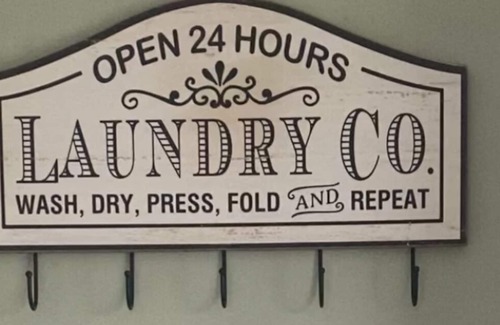 OPEN 24 HOURS
LAUNDRY CO.
WASH, DRY, PRESS, FOLD AND REPEAT